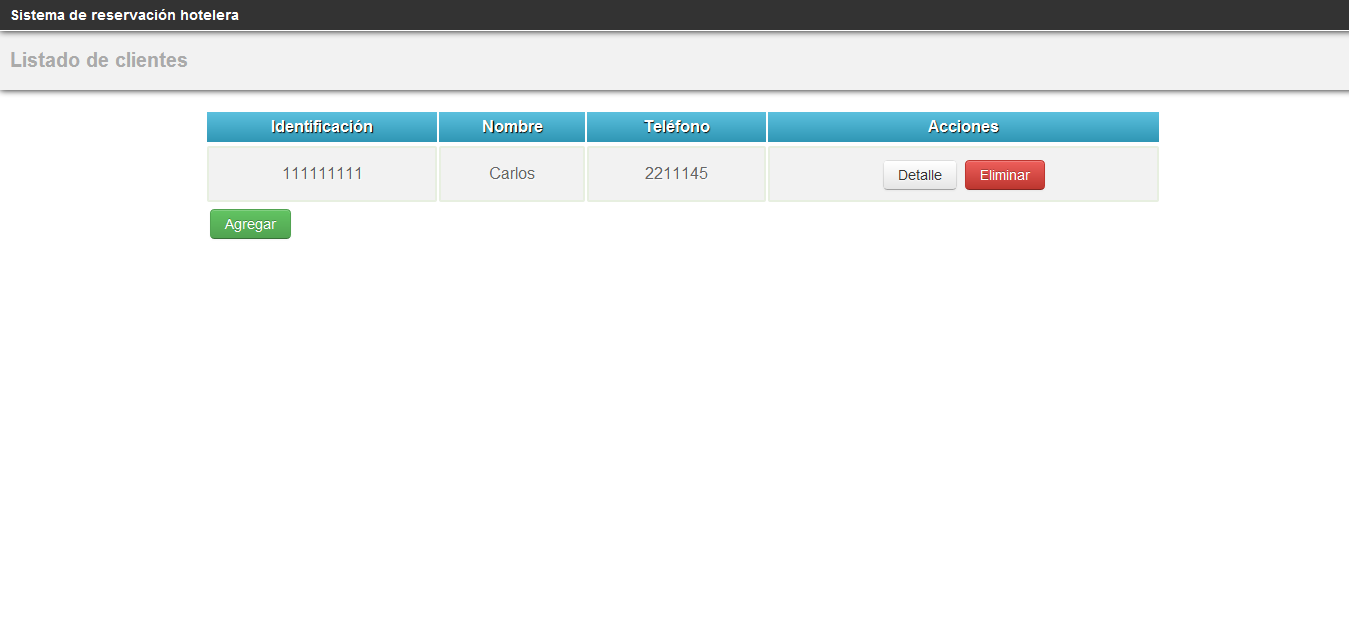 Sistema de reservación hotelera
Listado de clientes
Identificación Nombre Teléfono Acciones
111111111 Carlos 2211145 Detalle Eliminar
Agregar